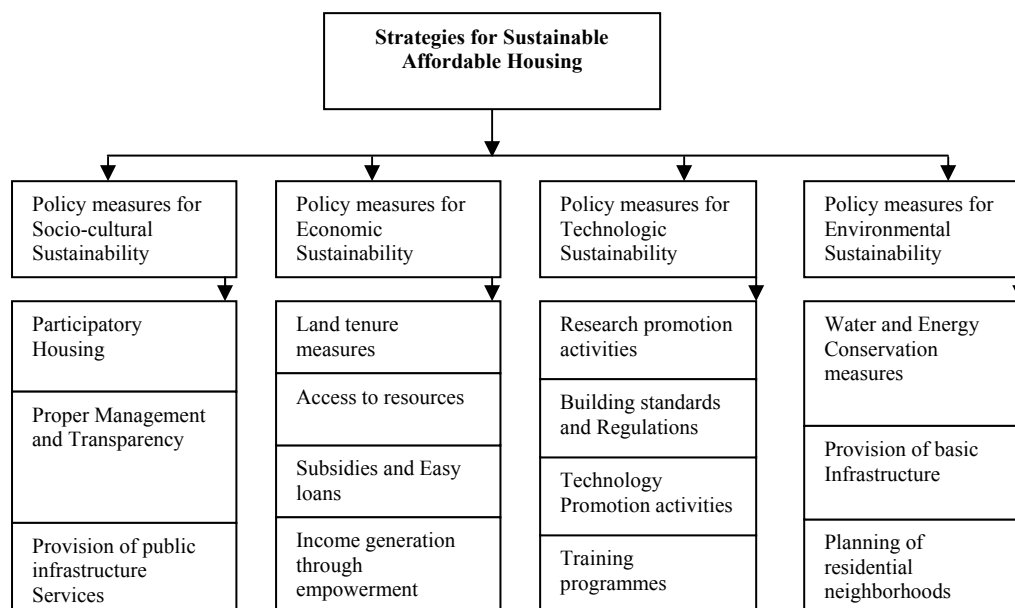 Strategies for Sustainable
Affordable Housing
Policy measures for
Socio-cultural
Sustainability
Policy measures for
Economic
Sustainability
Policy measures for
Technologic
Sustainability
Policy measures for
Environmental
Sustainability
Participatory
Housing
Proper Management
and Transparency
Provision of public
infrastructure
Services
Land tenure
measures
Access to resources
Subsidies and Easy
loans
Income generation
through
empowerment
Research promotion
activities
Building standards
and Regulations
Technology
Promotion activities
Training
programmes
Water and Energy
Conservation
measures
Provision of basic
Infrastructure
Planning of
residential
neighborhoods